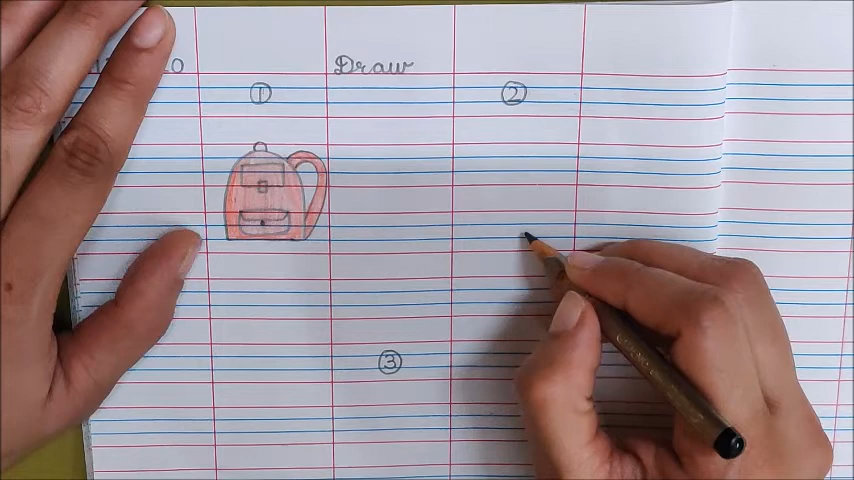 Draw
①
②
③